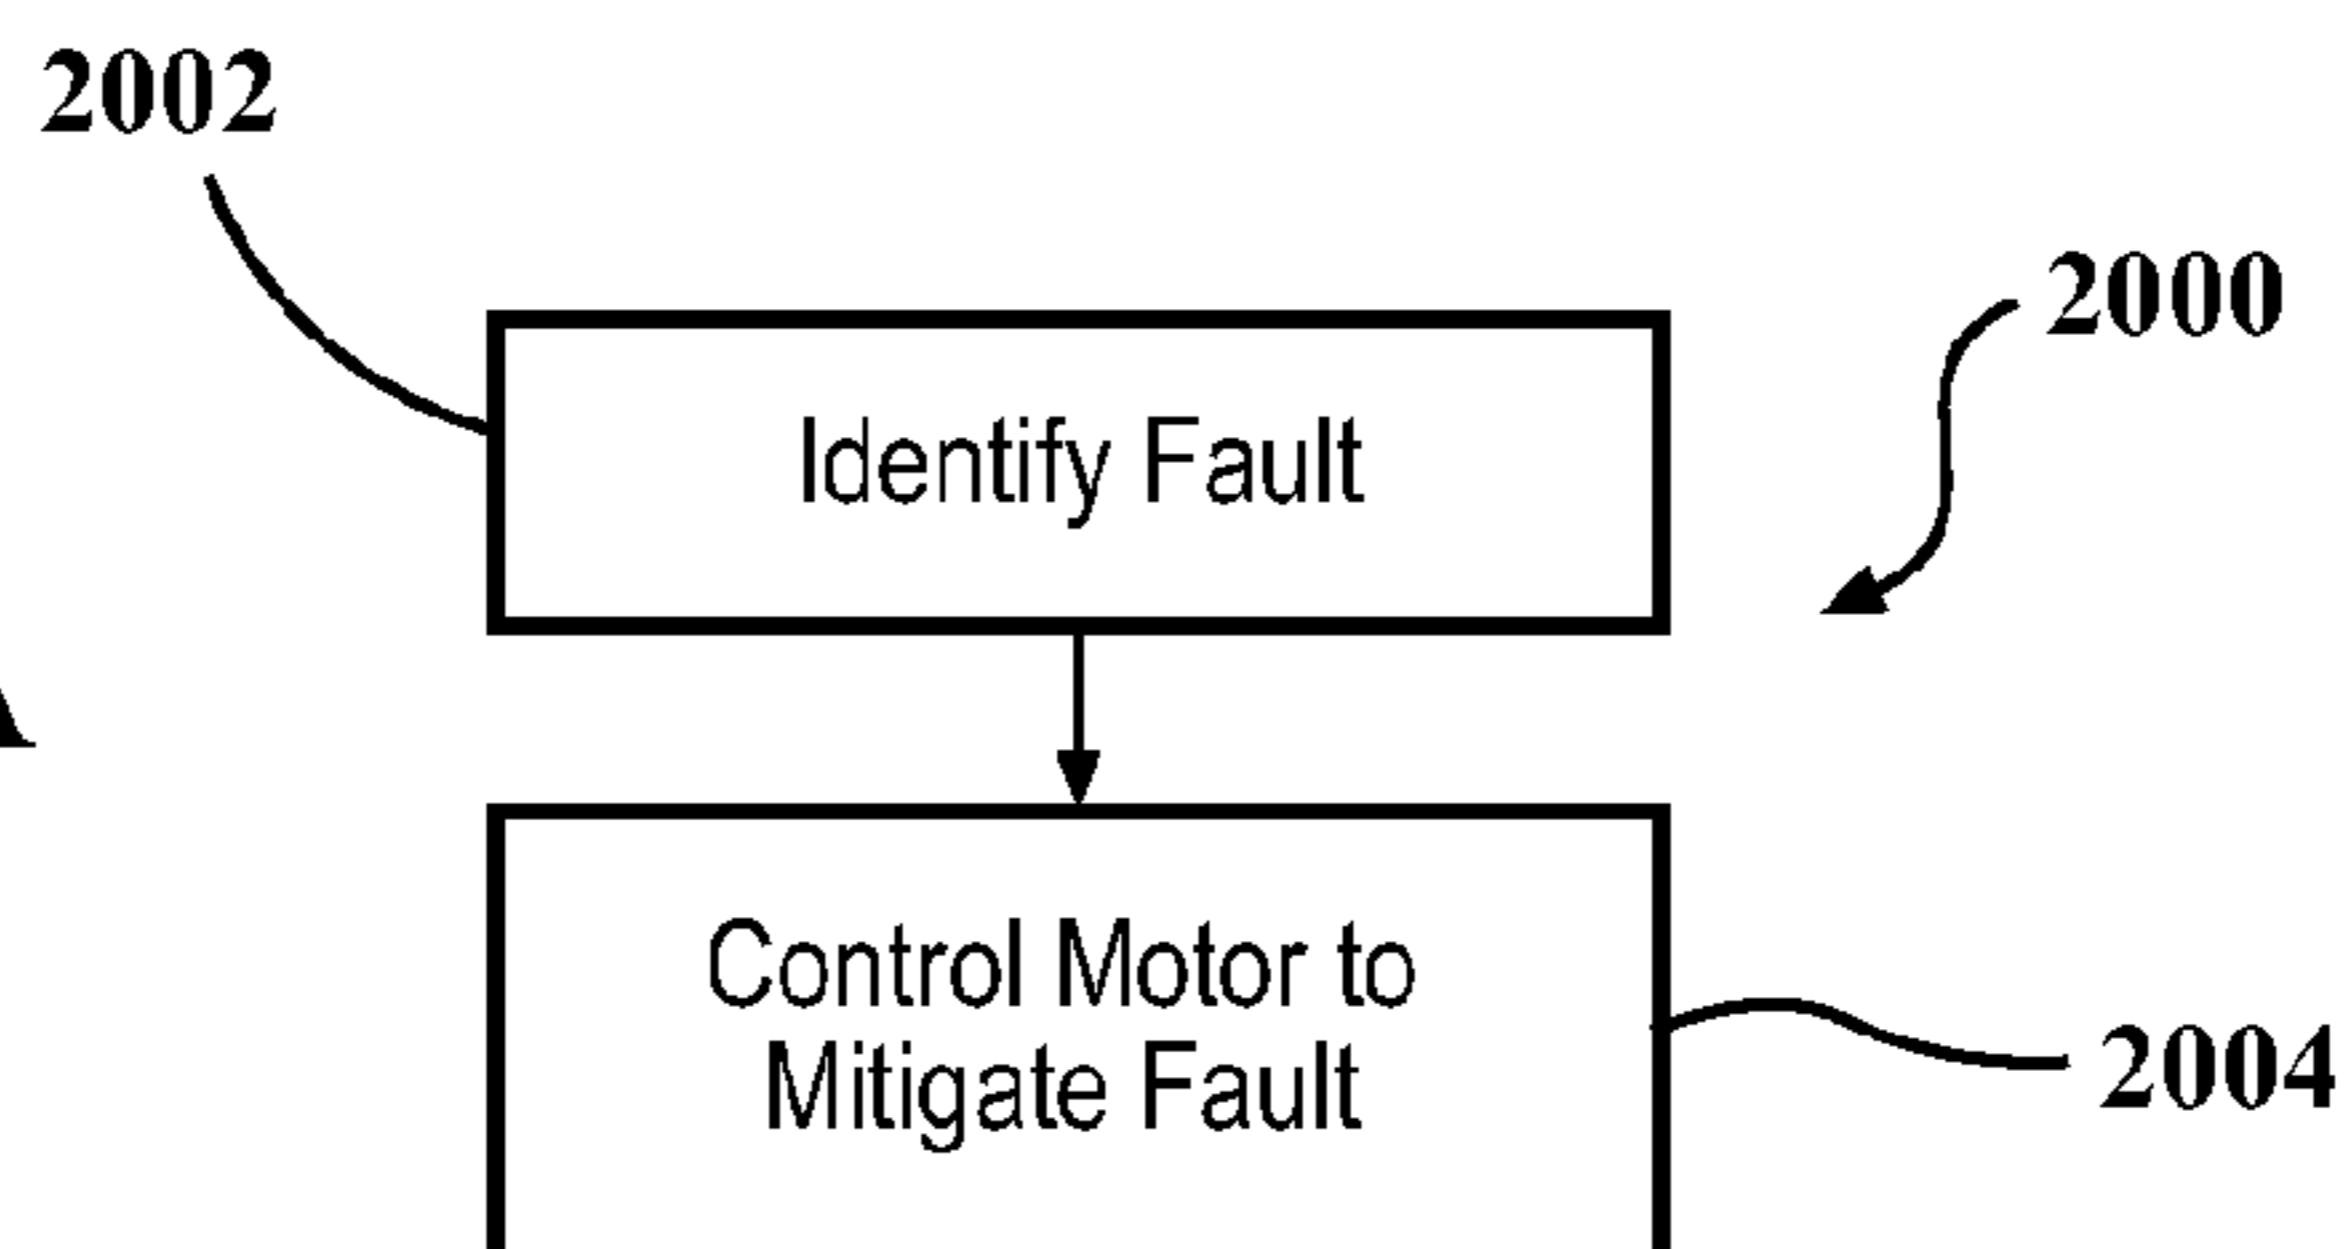 2002
2000
Identify Fault
Control Motor to
Mitigate Fault
2004